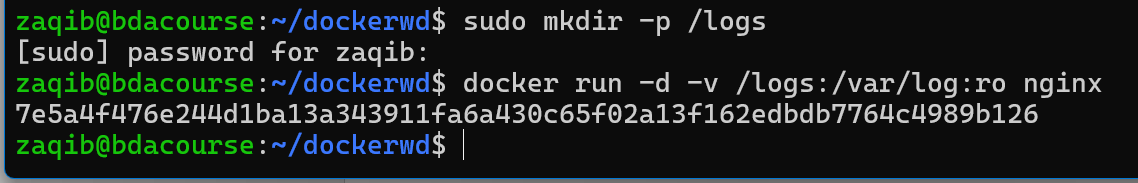 zaqib@bdacourse:~/dockerwd$ sudo mkdir -p /logs
[sudo] password for zaqib:
zaqib@bdacourse:~/dockerwd$ docker run -d -v /logs:/var/log:ro nginx
7e5a4f476e244d1ba13a343911fa6a430c65f02a13f162edbdb7764c4989b126
zaqib@bdacourse:~/dockerwd$